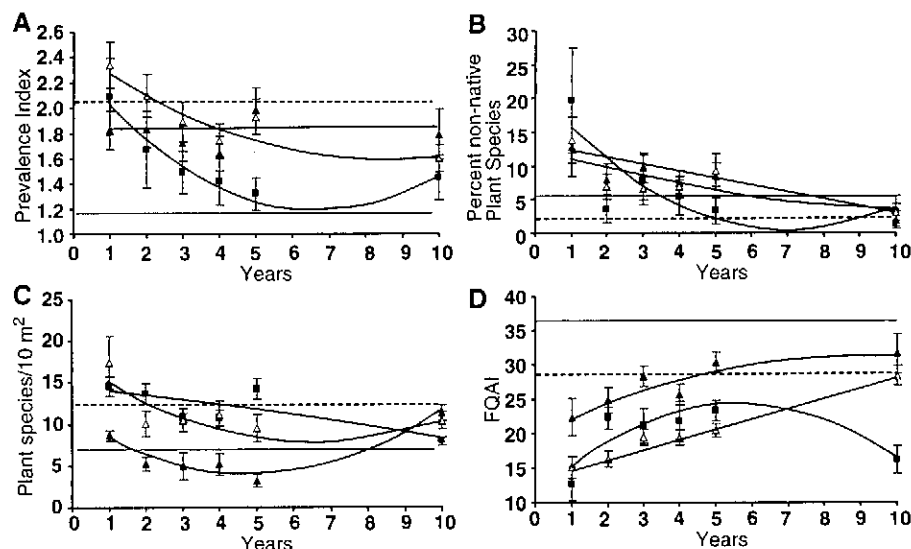 A
Prevalence Index
2.6
2.4
2.2
2.0
1.8
1.6
1.4
1.2
1.0
0 1 2 3 4 5 6 7 8 9 10
Years
B
Percent non-native
Plant Species
30
25
20
15
10
5
0
0 1 2 3 4 5 6 7 8 9 10
Years
C
Plant species/10 m²
25
20
15
10
5
0
0 1 2 3 4 5 6 7 8 9 10
Years
D
FQAI
40
35
30
25
20
15
10
0 1 2 3 4 5 6 7 8 9 10
Years